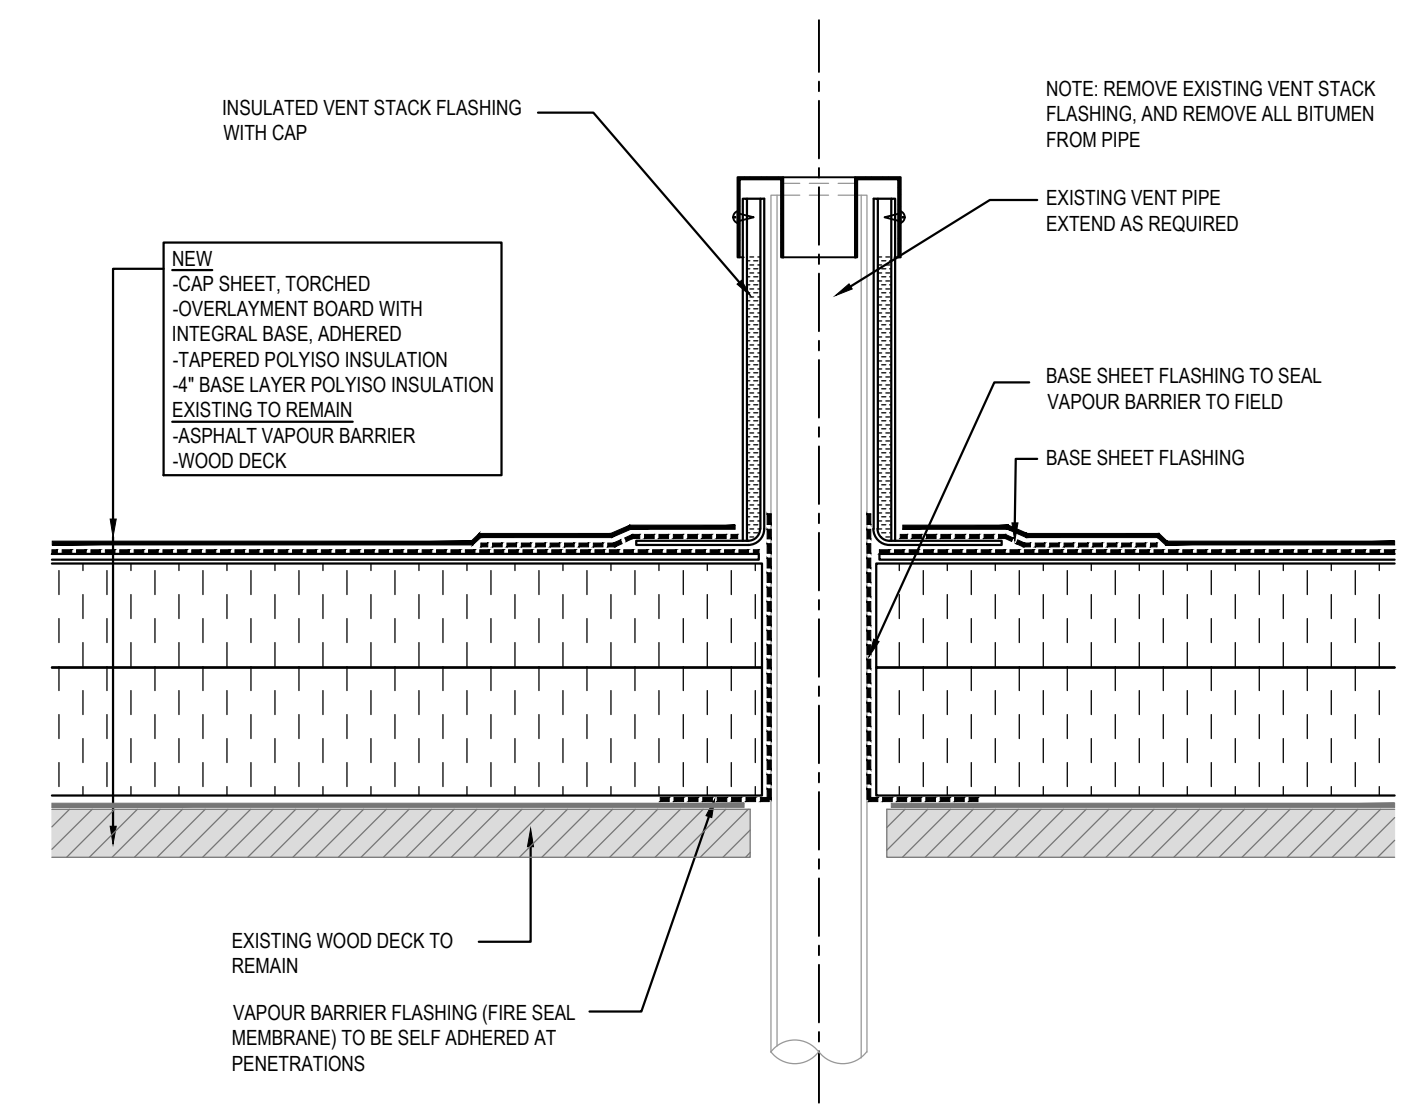 INSULATED VENT STACK FLASHING
WITH CAP
NOTE: REMOVE EXISTING VENT STACK
FLASHING, AND REMOVE ALL BITUMEN
FROM PIPE
EXISTING VENT PIPE
EXTEND AS REQUIRED
NEW
-CAP SHEET, TORCHED
-OVERLAYMENT BOARD WITH
INTEGRAL BASE, ADHERED
-TAPERED POLYISO INSULATION
-4" BASE LAYER POLYISO INSULATION
EXISTING TO REMAIN
-ASPHALT VAPOUR BARRIER
-WOOD DECK
BASE SHEET FLASHING TO SEAL
VAPOUR BARRIER TO FIELD
BASE SHEET FLASHING
EXISTING WOOD DECK TO
REMAIN
VAPOUR BARRIER FLASHING (FIRE SEAL
MEMBRANE) TO BE SELF ADHERED AT
PENETRATIONS